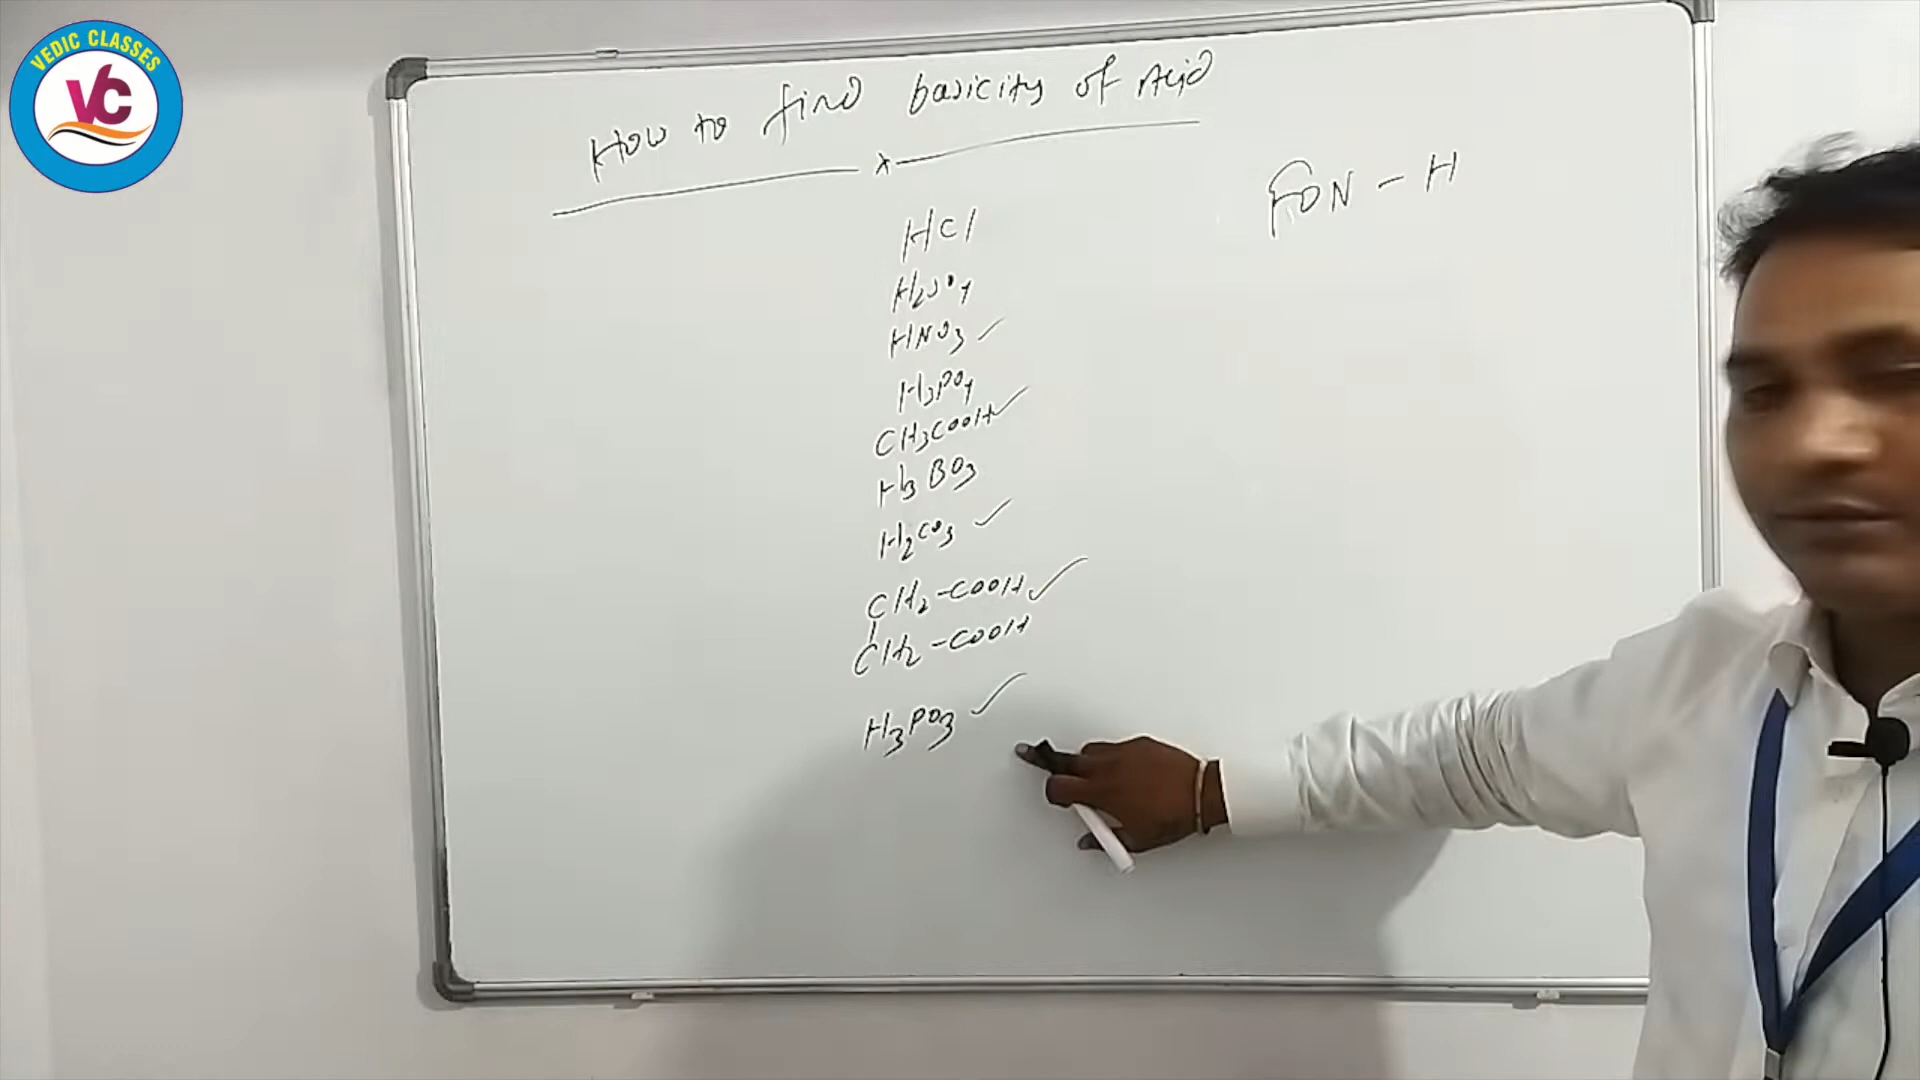 VEDIC CLASSES
VC
How to find basicity of Acid
x
FON - H
HCl
H2SO4
HNO3 ✓
H3PO4
CH3COOH ✓
H3BO3
H2CO3 ✓
CH2-COOH ✓
|
CH2-COOH
H3PO3 ✓